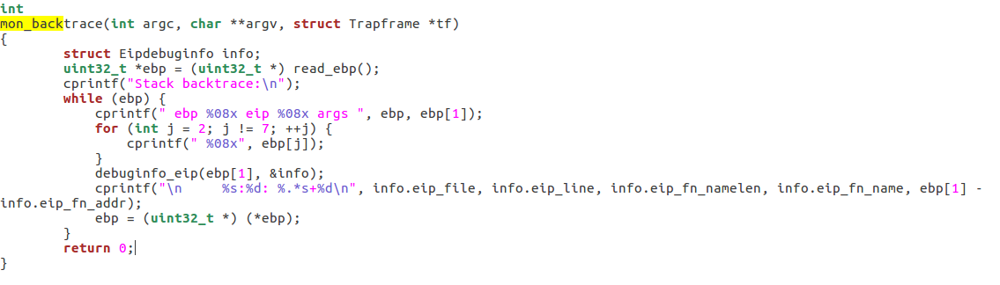 int
mon_backtrace(int argc, char **argv, struct Trapframe *tf)
{
        struct Eipdebuginfo info;
        uint32_t *ebp = (uint32_t *) read_ebp();
        cprintf("Stack backtrace:\n");
        while (ebp) {
            cprintf(" ebp %08x eip %08x args ", ebp, ebp[1]);
            for (int j = 2; j != 7; ++j) {
                cprintf(" %08x", ebp[j]);
            }
            debuginfo_eip(ebp[1], &info);
            cprintf("\n     %s:%d: %.*s+%d\n", info.eip_file, info.eip_line, info.eip_fn_namelen, info.eip_fn_name, ebp[1] -
info.eip_fn_addr);
            ebp = (uint32_t *) (*ebp);
        }
        return 0;
}